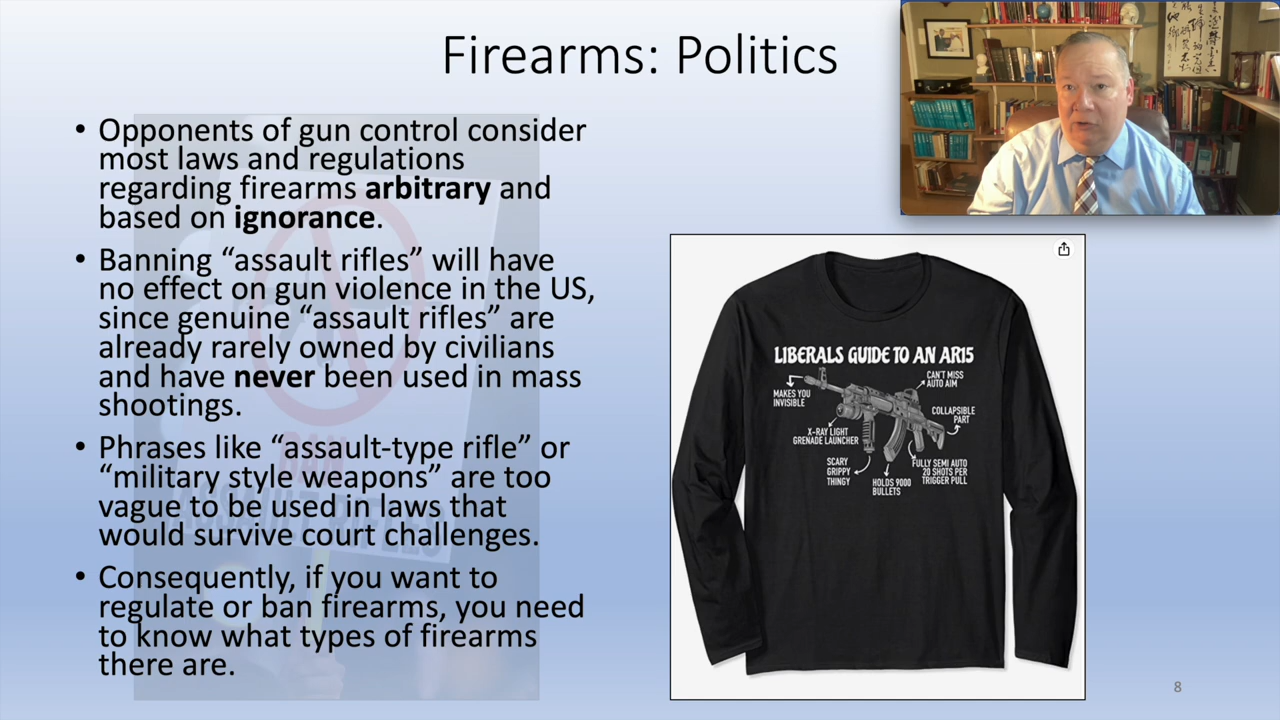 Firearms: Politics
• Opponents of gun control consider
most laws and regulations
regarding firearms arbitrary and
based on ignorance.
• Banning “assault rifles” will have
no effect on gun violence in the US,
since genuine “assault rifles” are
already rarely owned by civilians
and have never been used in mass
shootings.
• Phrases like “assault-type rifle” or
“military style weapons” are too
vague to be used in laws that
would survive court challenges.
• Consequently, if you want to
regulate or ban firearms, you need
to know what types of firearms
there are.
BAN
ASSAULT RIFLES
LIBERALS GUIDE TO AN AR15
CAN'T MISS
AUTO AIM
MAKES YOU
INVISIBLE
COLLAPSIBLE
PART
X-RAY LIGHT
GRENADE LAUNCHER
SCARY
GRIPPY
THINGY
HOLDS 9000
BULLETS
FULLY SEMI AUTO
20 SHOTS PER
TRIGGER PULL
8